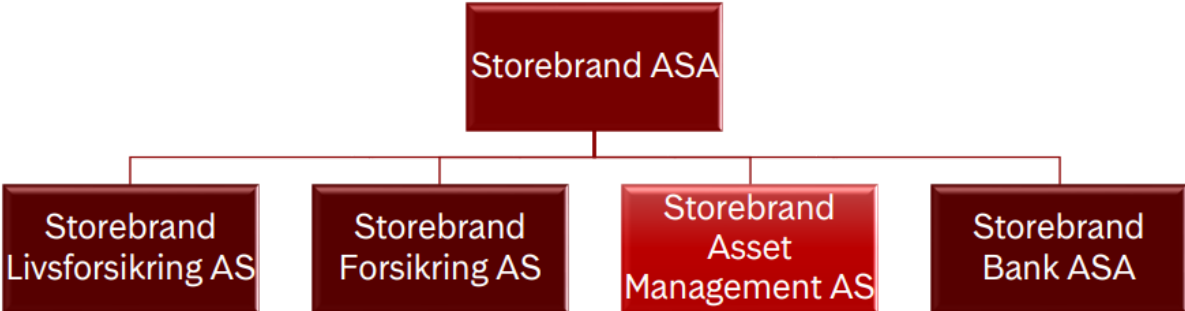 Storebrand ASA
Storebrand
Livsforsikring AS
Storebrand
Forsikring AS
Storebrand
Asset
Management AS
Storebrand
Bank ASA